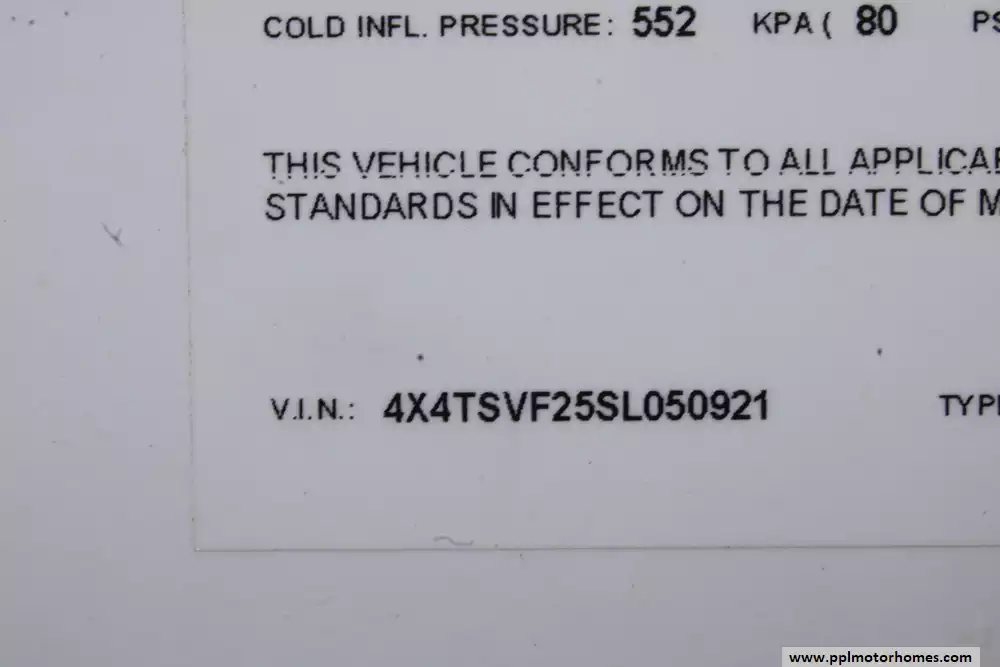 COLD INFL. PRESSURE: 552 KPA ( 80
THIS VEHICLE CONFORMS TO ALL
STANDARDS IN EFFECT ON THE DATE OF
V.I.N.: 4X4TSVF25SL050921
www.pplmotorhomes.com